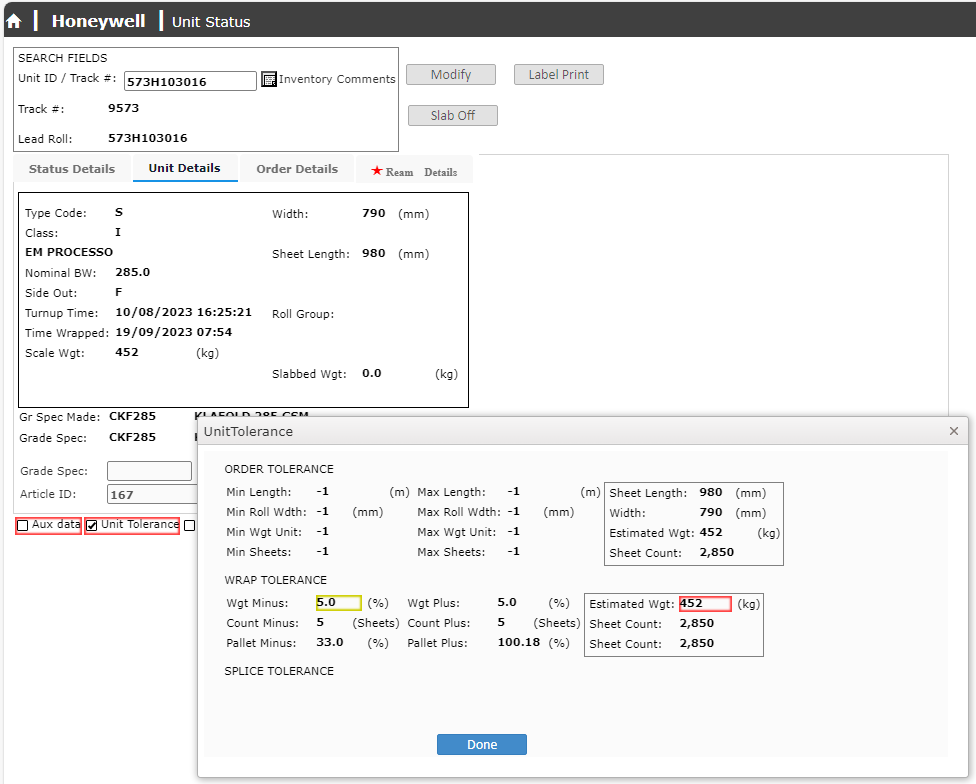 Honeywell Unit Status
SEARCH FIELDS
Unit ID / Track #: 573H103016 Inventory Comments
Modify Label Print
Track #: 9573
Slab Off
Lead Roll: 573H103016
Status Details Unit Details Order Details ★ Ream Details
Type Code: S Width: 790 (mm)
Class: I
EM PROCESSO Sheet Length: 980 (mm)
Nominal BW: 285.0
Side Out: F
Turnup Time: 10/08/2023 16:25:21 Roll Group:
Time Wrapped: 19/09/2023 07:54
Scale Wgt: 452 (kg)
Slabbed Wgt: 0.0 (kg)
Gr Spec Made: CKF285 KLAFOLD 285 GSM
Grade Spec: CKF285
Grade Spec:
Article ID: 167
Aux data Unit Tolerance
UnitTolerance ×
ORDER TOLERANCE
Min Length: -1 (m) Max Length: -1 (m) Sheet Length: 980 (mm)
Min Roll Wdth: -1 (mm) Max Roll Wdth: -1 (mm) Width: 790 (mm)
Min Wgt Unit: -1 Max Wgt Unit: -1 Estimated Wgt: 452 (kg)
Min Sheets: -1 Max Sheets: -1 Sheet Count: 2,850
WRAP TOLERANCE
Wgt Minus: 5.0 (%) Wgt Plus: 5.0 (%) Estimated Wgt: 452 (kg)
Count Minus: 5 (Sheets) Count Plus: 5 (Sheets) Sheet Count: 2,850
Pallet Minus: 33.0 (%) Pallet Plus: 100.18 (%) Sheet Count: 2,850
SPLICE TOLERANCE
Done